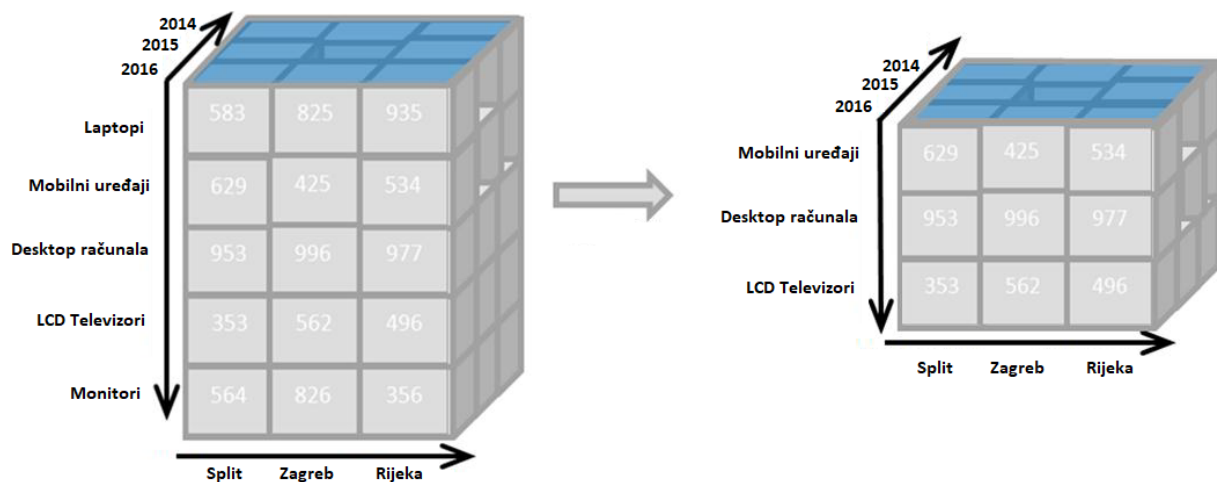 2014
2015
2016
Laptopi 583 825 935
Mobilni uređaji 629 425 534
Desktop računala 953 996 977
LCD Televizori 353 562 496
Monitori 564 826 356
Split Zagreb Rijeka
2014
2015
2016
Mobilni uređaji 629 425 534
Desktop računala 953 996 977
LCD Televizori 353 562 496
Split Zagreb Rijeka